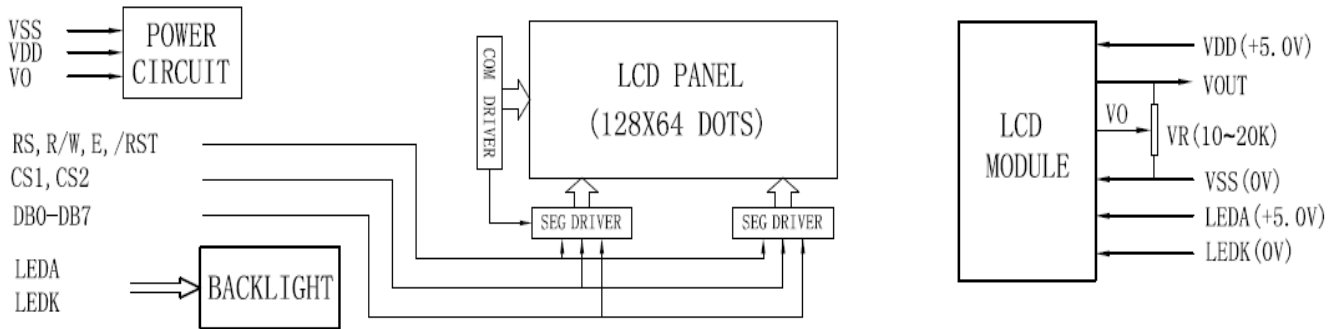 VSS
VDD
VO
POWER
CIRCUIT
RS, R/W, E, /RST
CS1, CS2
DB0-DB7
LEDA
LEDK
BACKLIGHT
COM DRIVER
LCD PANEL
(128X64 DOTS)
SEG DRIVER
SEG DRIVER
LCD
MODULE
VDD(+5.0V)
VOUT
VO
VR(10~20K)
VSS(0V)
LEDA(+5.0V)
LEDK(0V)